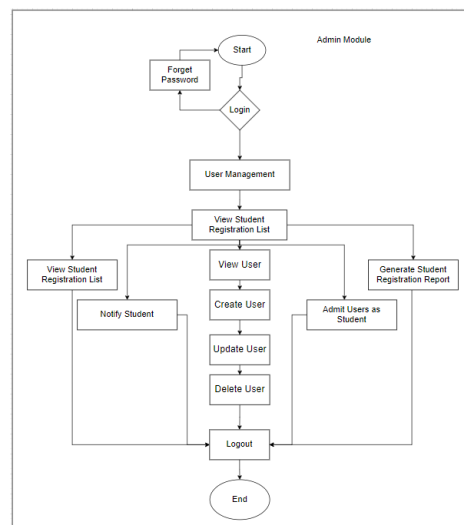 Admin Module
Start
Forget
Password
Login
User Management
View Student
Registration List
View Student
Registration List
View User
Generate Student
Registration Report
Notify Student
Create User
Admit Users as
Student
Update User
Delete User
Logout
End